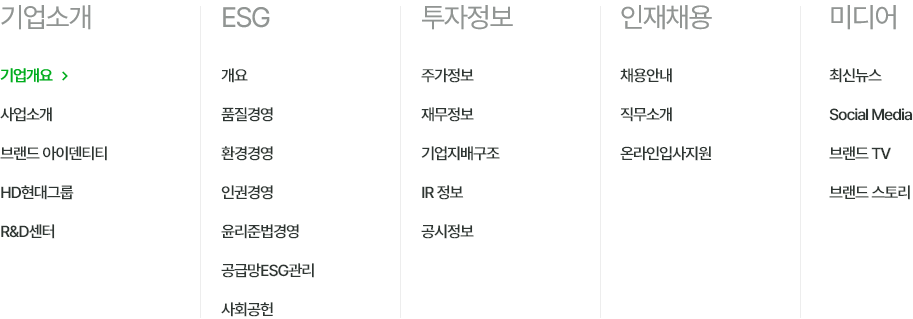 기업소개
기업개요
사업소개
브랜드 아이덴티티
HD현대그룹
R&D센터
ESG
개요
품질경영
환경경영
인권경영
윤리준법경영
공급망ESG관리
사회공헌
투자정보
주가정보
재무정보
기업지배구조
IR 정보
공시정보
인재채용
채용안내
직무소개
온라인입사지원
미디어
최신뉴스
Social Media
브랜드 TV
브랜드 스토리